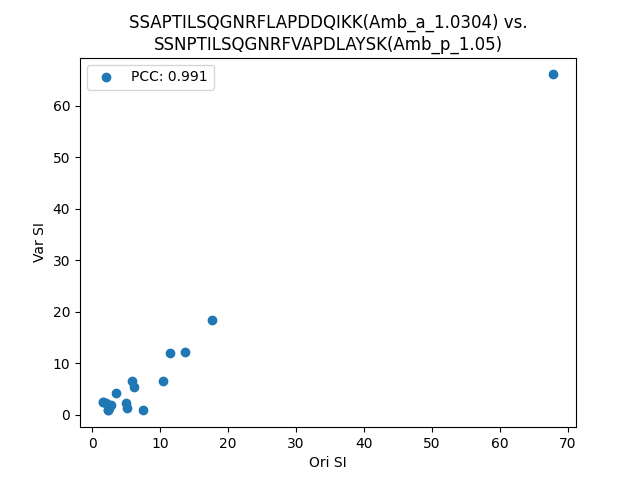 SSAPTILSQGNRFLAPDDQIKK(Amb_a_1.0304) vs.
SSNPTILSQGNRFVAPDLAYSK(Amb_p_1.05)
PCC: 0.991
Var SI
60
50
40
30
20
10
0
0 10 20 30 40 50 60 70
Ori SI